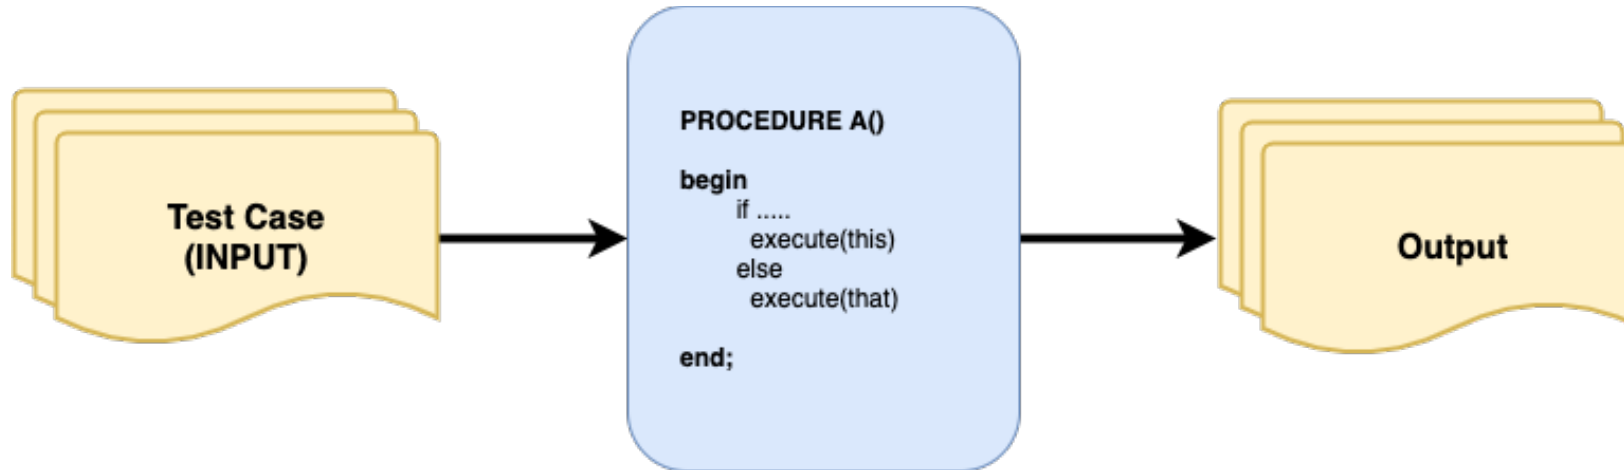 Test Case
(INPUT)
PROCEDURE A()
begin
if .....
execute(this)
else
execute(that)
end;
Output